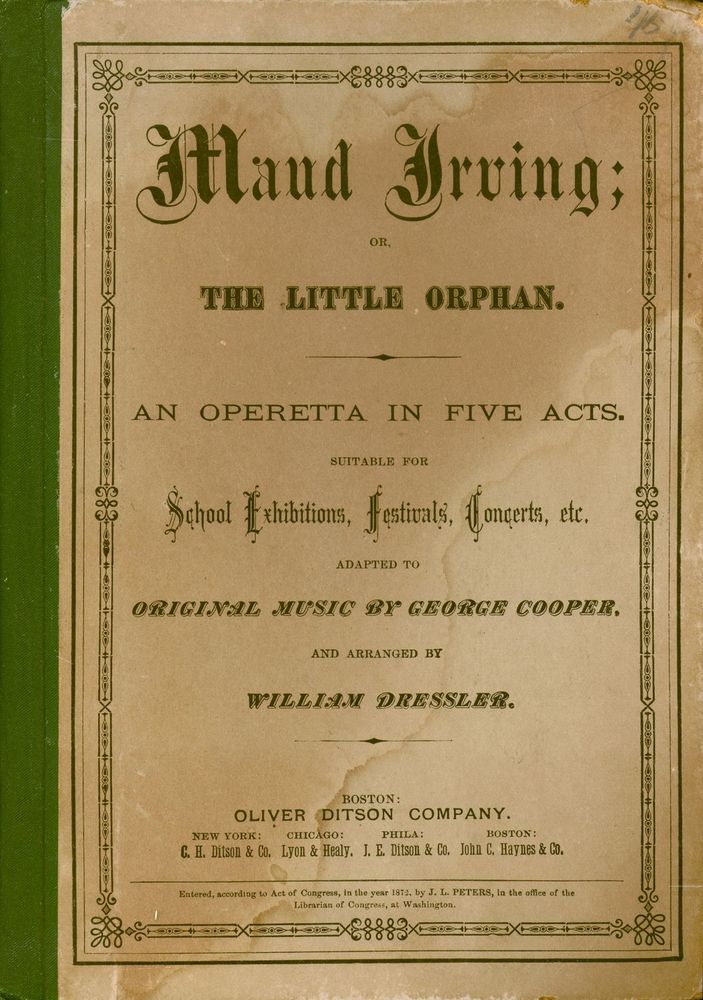 Maud Irving;
OR,
THE LITTLE ORPHAN.
AN OPERETTA IN FIVE ACTS.
SUITABLE FOR
School Exhibitions, Festivals, Concerts, etc.
ADAPTED TO
ORIGINAL MUSIC BY GEORGE COOPER,
AND ARRANGED BY
WILLIAM DRESSLER.
BOSTON:
OLIVER DITSON COMPANY.
NEW YORK: CHICAGO: PHILA: BOSTON:
C. H. Ditson & Co. Lyon & Healy. J. E. Ditson & Co. John C. Haynes & Co.
Entered, according to Act of Congress, in the year 1872, by J. L. PETERS, in the office of the
Librarian of Congress, at Washington.